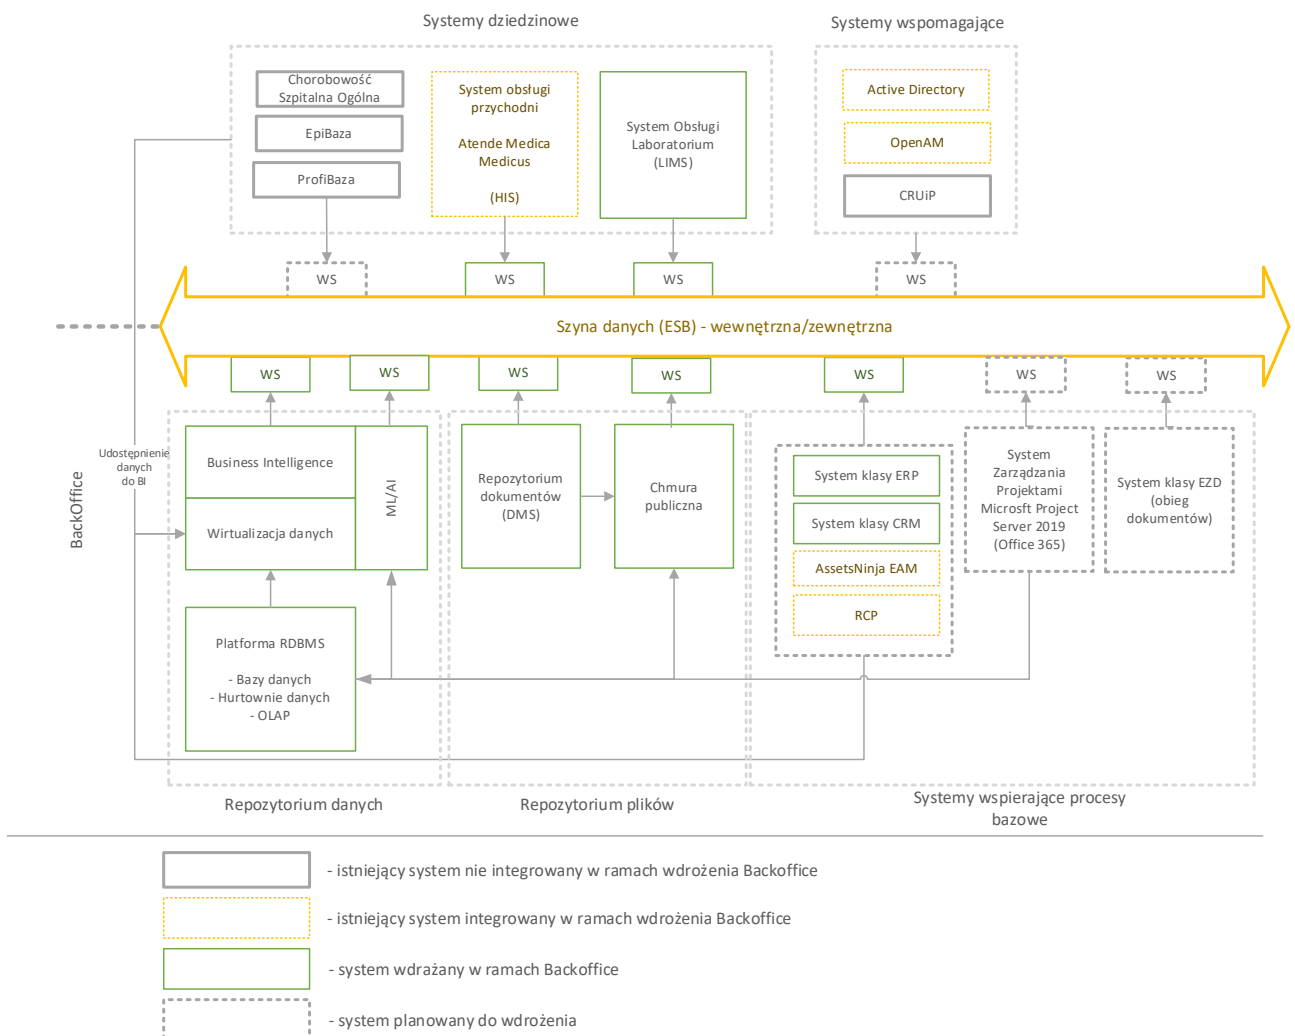 Systemy dziedzinowe
Systemy wspomagające
Chorobowość
Szpitalna Ogólna
EpiBaza
ProfiBaza
System obsługi
przychodni
Atende Medica
Medicus
(HIS)
System Obsługi
Laboratorium
(LIMS)
Active Directory
OpenAM
CRUiP
WS
WS
WS
WS
Szyna danych (ESB) - wewnętrzna/zewnętrzna
WS
WS
WS
WS
WS
WS
WS
BackOffice
Udostępnienie
danych
do BI
Business Intelligence
Wirtualizacja danych
ML/AI
Platforma RDBMS
- Bazy danych
- Hurtownie danych
- OLAP
Repozytorium
dokumentów
(DMS)
Chmura
publiczna
System klasy ERP
System klasy CRM
AssetsNinja EAM
RCP
System
Zarządzania
Projektami
Microsft Project
Server 2019
(Office 365)
System klasy EZD
(obieg
dokumentów)
Repozytorium danych
Repozytorium plików
Systemy wspierające procesy
bazowe
- istniejący system nie integrowany w ramach wdrożenia Backoffice
- istniejący system integrowany w ramach wdrożenia Backoffice
- system wdrażany w ramach Backoffice
- system planowany do wdrożenia